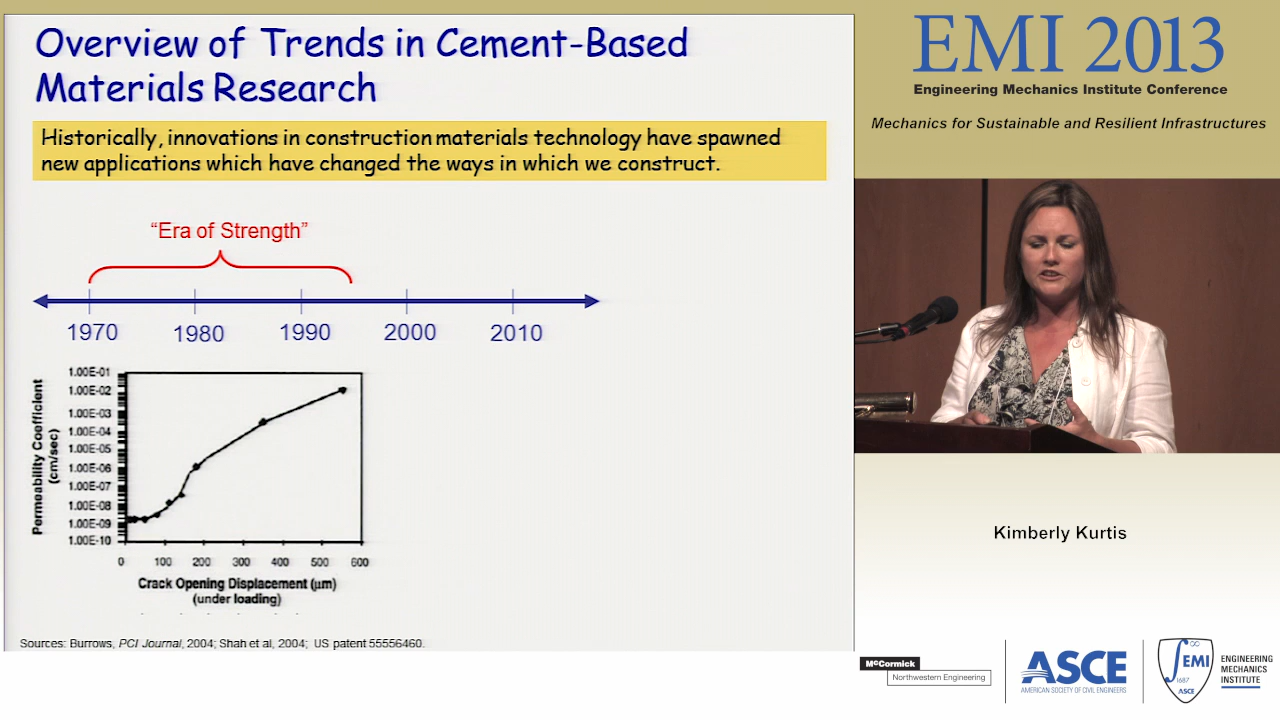 Overview of Trends in Cement-Based
Materials Research
Historically, innovations in construction materials technology have spawned
new applications which have changed the ways in which we construct.
“Era of Strength”
1970 1980 1990 2000 2010
Permeability Coefficient
(cm/sec)
1.00E-01
1.00E-02
1.00E-03
1.00E-04
1.00E-05
1.00E-06
1.00E-07
1.00E-08
1.00E-09
1.00E-10
0 100 200 300 400 500 600
Crack Opening Displacement (μm)
(under loading)
Sources: Burrows, PCI Journal, 2004; Shah et al, 2004; US patent 55556460.
EMI 2013
Engineering Mechanics Institute Conference
Mechanics for Sustainable and Resilient Infrastructures
Kimberly Kurtis
McCormick
Northwestern Engineering
ASCE
AMERICAN SOCIETY OF CIVIL ENGINEERS
∫EMI
∞
1687
ASCE
ENGINEERING
MECHANICS
INSTITUTE